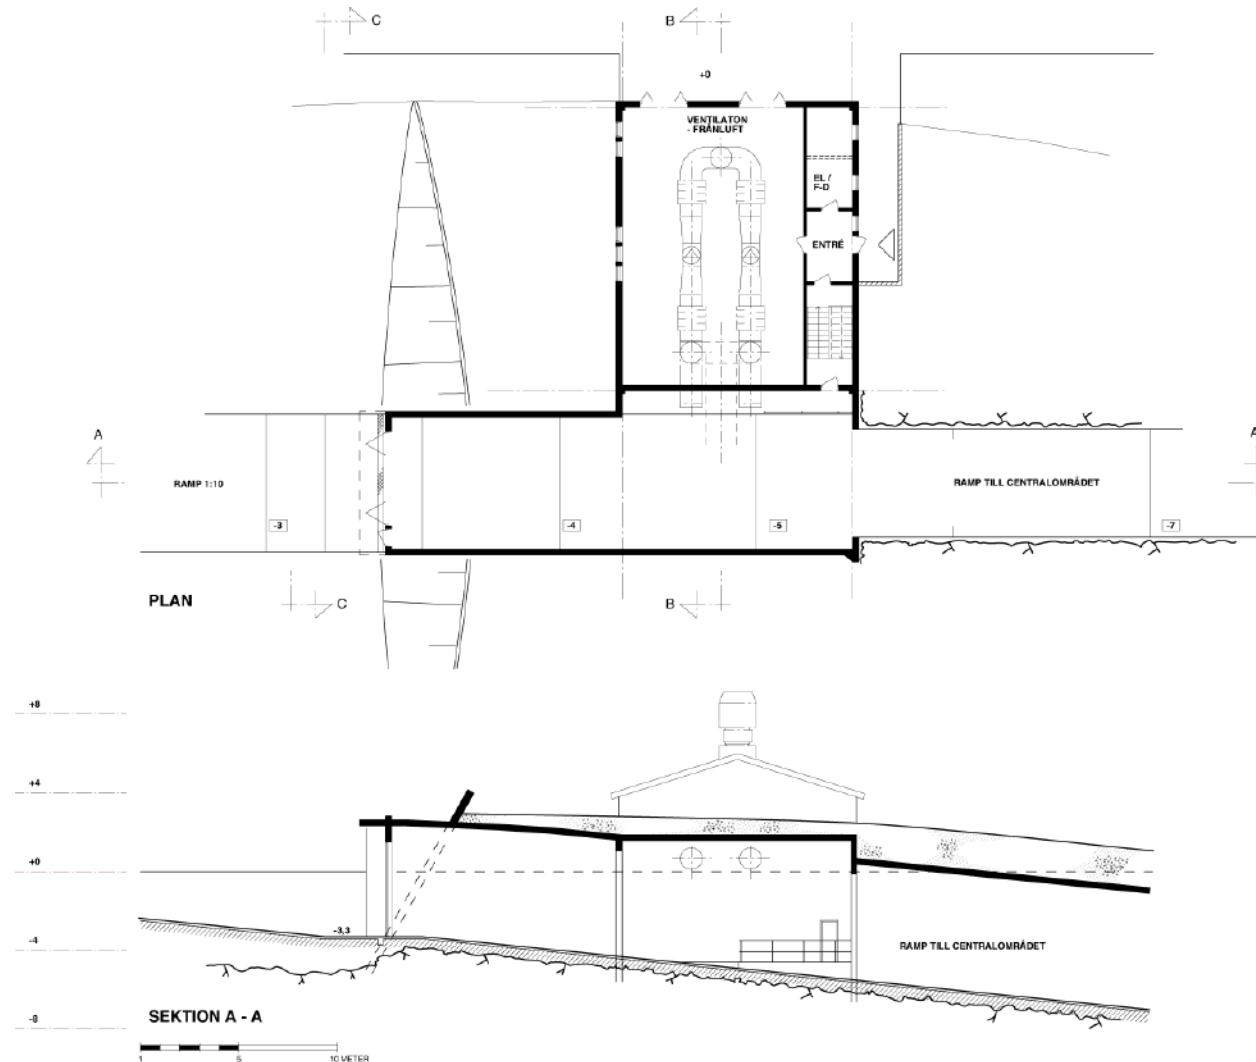 C
B
+0
VENTILATON
- FRÅNLUFT
EL /
F-D
ENTRÉ
A
A
RAMP 1:10
RAMP TILL CENTRALOMRÅDET
-3
-4
-5
-7
PLAN
C
B
+8
+4
+0
-4
-8
-3,3
RAMP TILL CENTRALOMRÅDET
SEKTION A - A
1
5
10 METER